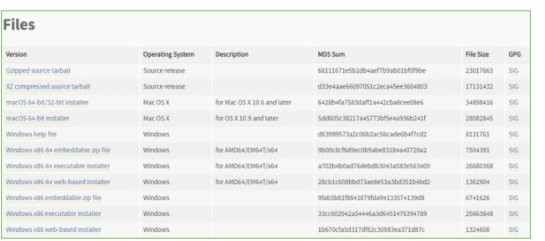 Files
Version Operating System Description MD5 Sum File Size GPG
Gzipped source tarball Source release 68111671e5b2db4aef7b9ab01bf0f9be 23017663 SIG
XZ compressed source tarball Source release d33e4aae66097051c2eca45ee3604803 17131432 SIG
macOS 64-bit/32-bit installer Mac OS X for Mac OS X 10.6 and later 6428b4fa7583daff1a442cba8cee08e6 34898416 SIG
macOS 64-bit installer Mac OS X for OS X 10.9 and later 5dd605c38217a45773bf5e4a936b241f 28082845 SIG
Windows help file Windows d63999573a2c06b2ac56cade6b4f7cd2 8131761 SIG
Windows x86-64 embeddable zip file Windows for AMD64/EM64T/x64 9b00c8cf6d9ec0b9abe83184a40729a2 7504391 SIG
Windows x86-64 executable installer Windows for AMD64/EM64T/x64 a702b4b0ad76debdb3043a583e563400 26680368 SIG
Windows x86-64 web-based installer Windows for AMD64/EM64T/x64 28cb1c608bbd73ae8e53a3bd351b4bd2 1362904 SIG
Windows x86 embeddable zip file Windows 9fab3b81f8841879fda94133574139d8 6741626 SIG
Windows x86 executable installer Windows 33cc602942a54446a3d6451476394789 25663848 SIG
Windows x86 web-based installer Windows 1b670cfa5d317df82c30983ea371d87c 1324608 SIG